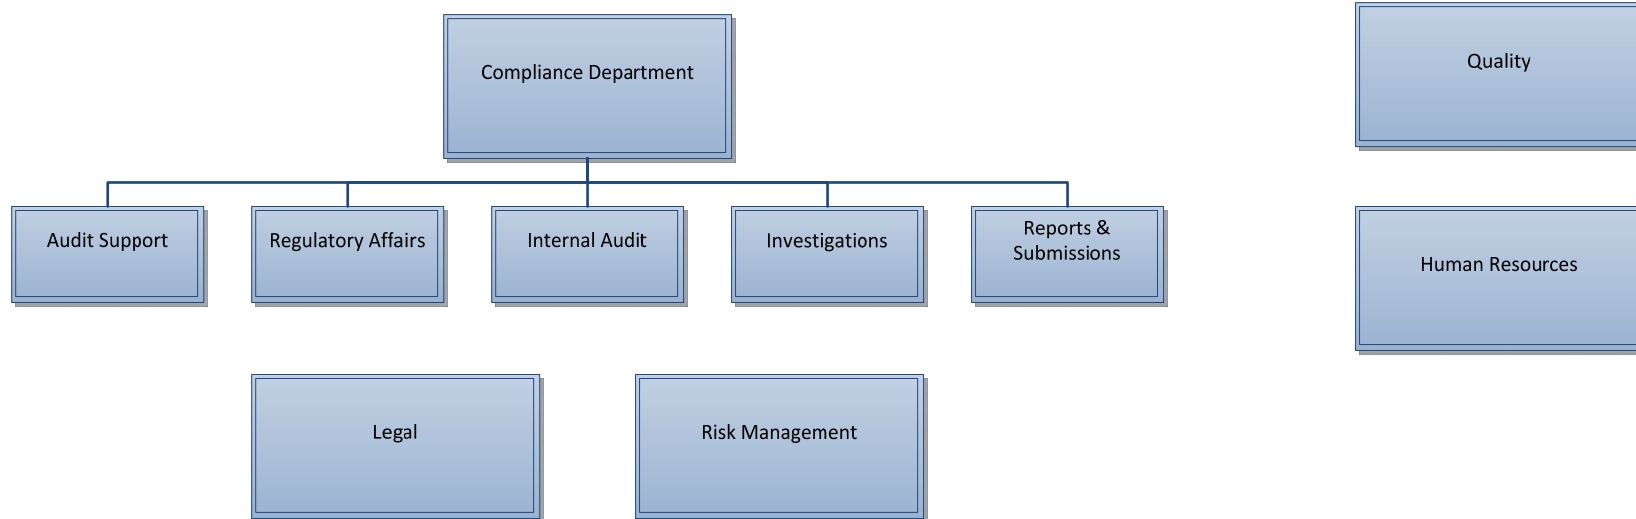 Compliance Department
Quality
Audit Support
Regulatory Affairs
Internal Audit
Investigations
Reports &
Submissions
Human Resources
Legal
Risk Management